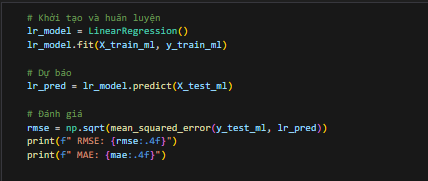 # Khởi tạo và huấn luyện
lr_model = LinearRegression()
lr_model.fit(X_train_ml, y_train_ml)
# Dự báo
lr_pred = lr_model.predict(X_test_ml)
# Đánh giá
rmse = np.sqrt(mean_squared_error(y_test_ml, lr_pred))
print(f" RMSE: {rmse:.4f}")
print(f" MAE: {mae:.4f}")